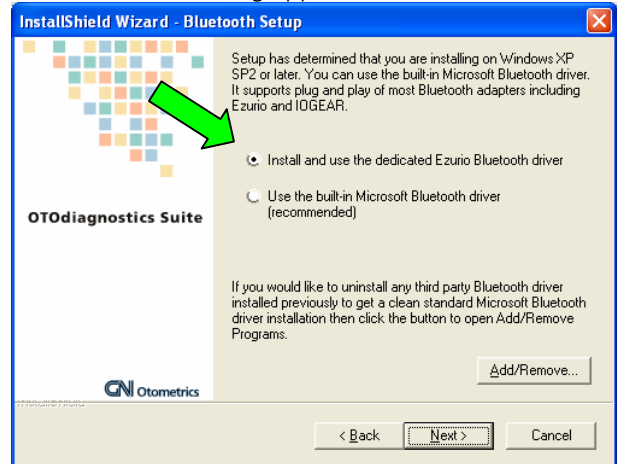 InstallShield Wizard - Bluetooth Setup
Setup has determined that you are installing on Windows XP
SP2 or later. You can use the built-in Microsoft Bluetooth driver.
It supports plug and play of most Bluetooth adapters including
Ezurio and IOGEAR.
Install and use the dedicated Ezurio Bluetooth driver
Use the built-in Microsoft Bluetooth driver
(recommended)
OTOdiagnostics Suite
If you would like to uninstall any third party Bluetooth driver
installed previously to get a clean standard Microsoft Bluetooth
driver installation then click the button to open Add/Remove
Programs.
Add/Remove...
GN Otometrics
InstallShield
< Back
Next >
Cancel